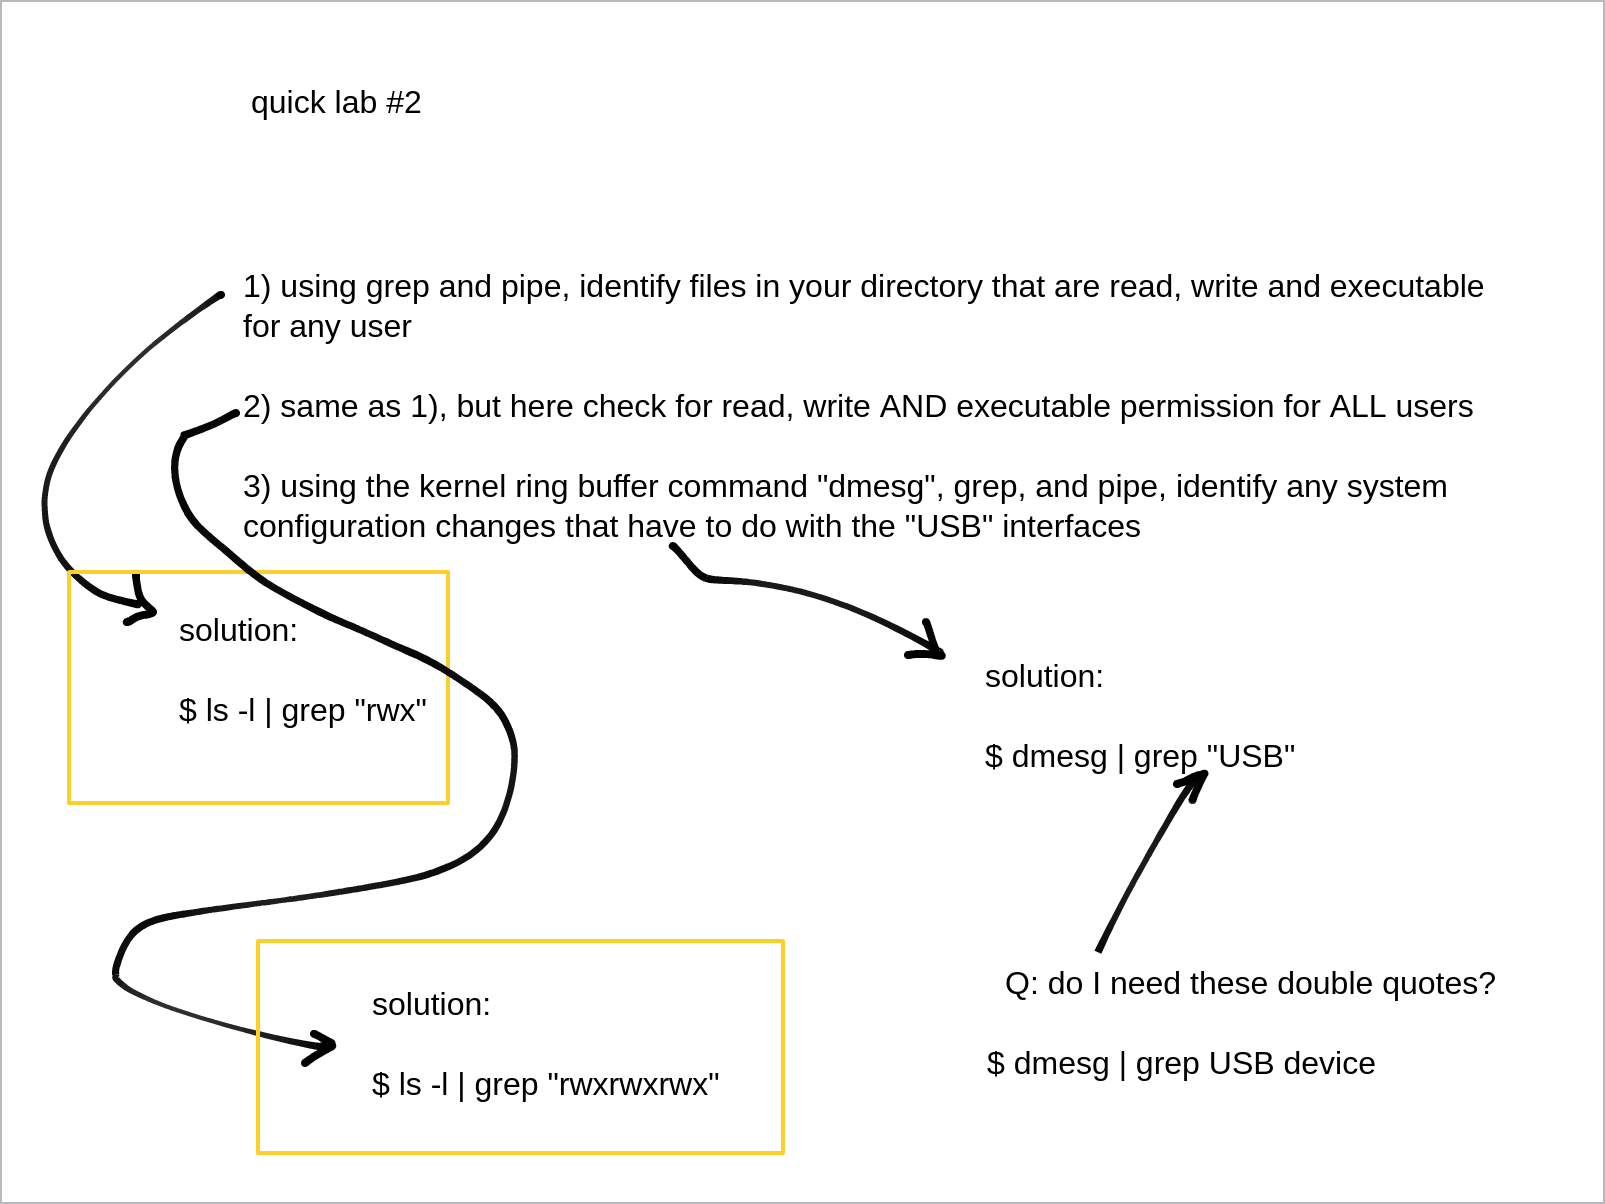 quick lab #2
1) using grep and pipe, identify files in your directory that are read, write and executable
for any user
2) same as 1), but here check for read, write AND executable permission for ALL users
3) using the kernel ring buffer command "dmesg", grep, and pipe, identify any system
configuration changes that have to do with the "USB" interfaces
solution:
$ ls -l | grep "rwx"
solution:
$ dmesg | grep "USB"
solution:
$ ls -l | grep "rwxrwxrwx"
Q: do I need these double quotes?
$ dmesg | grep USB device